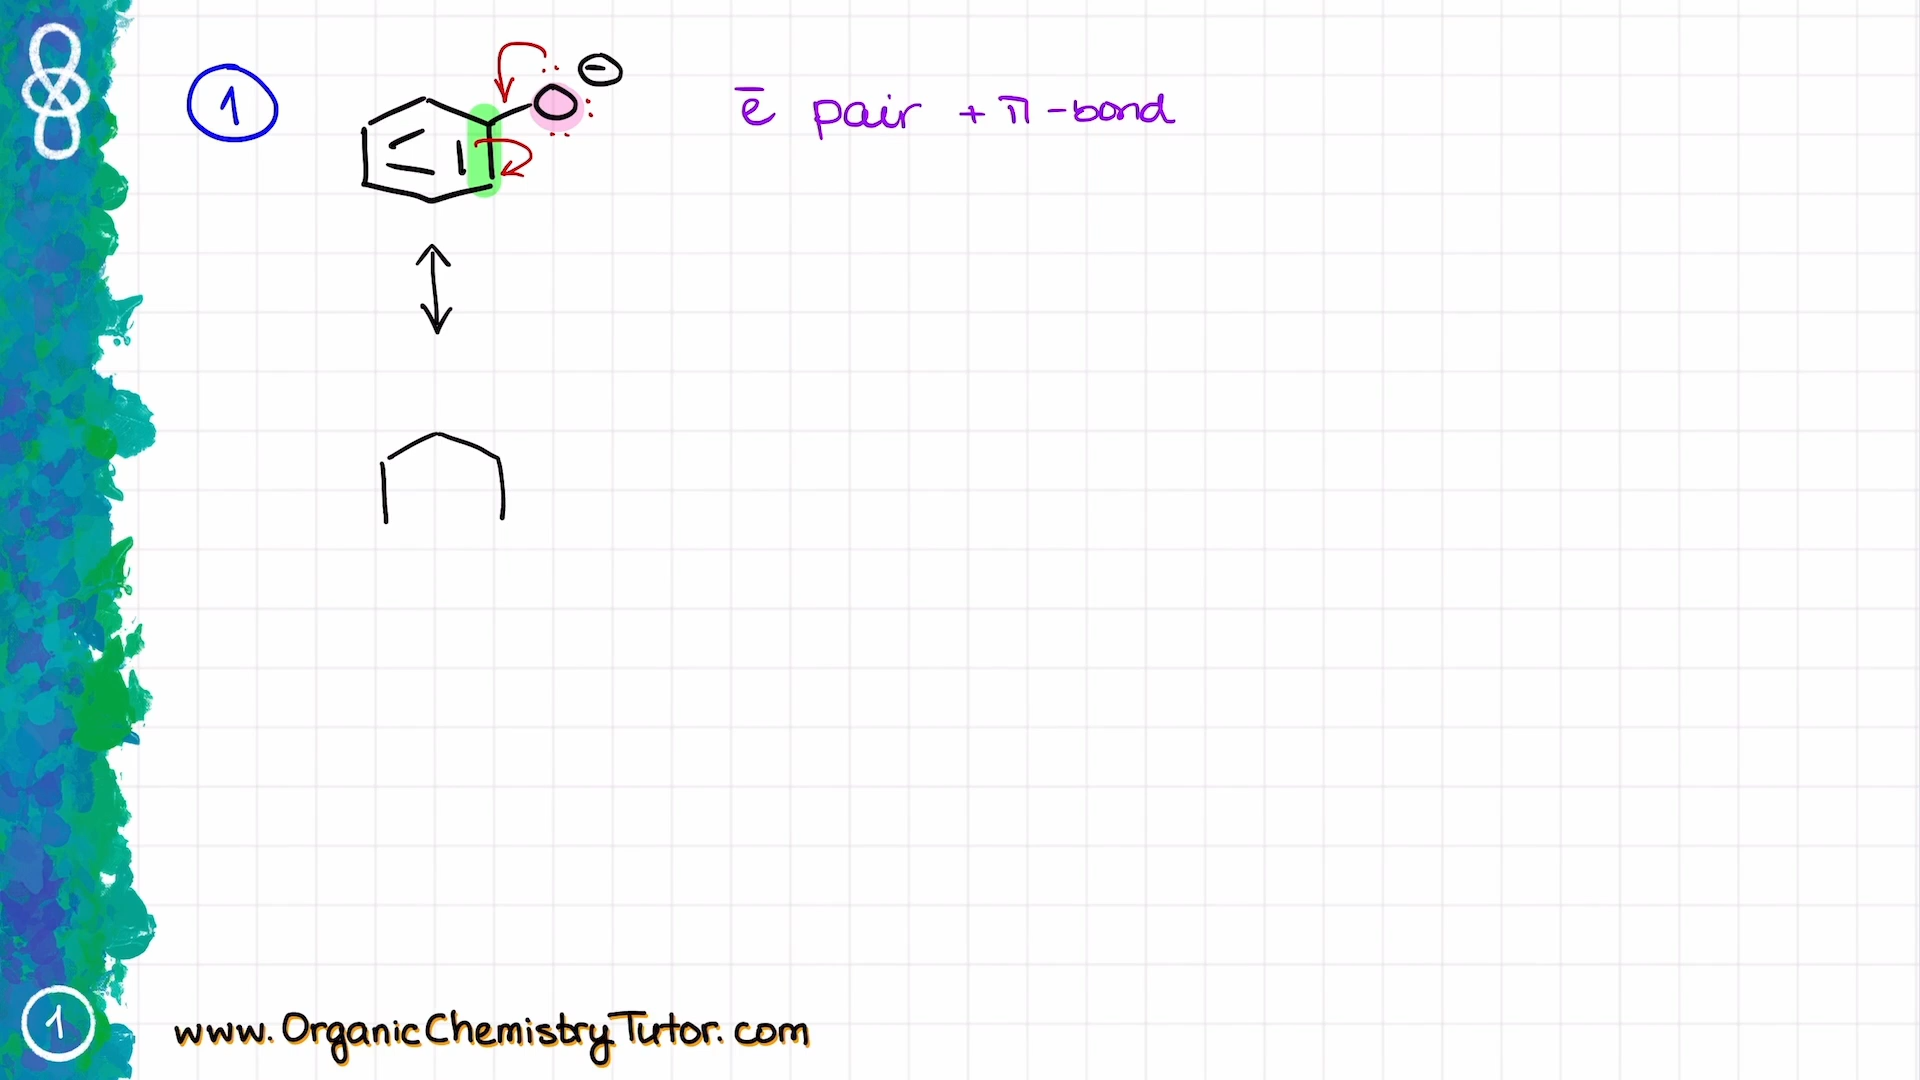 1
O ⊖
ē pair + π-bond
1
www.OrganicChemistryTutor.com